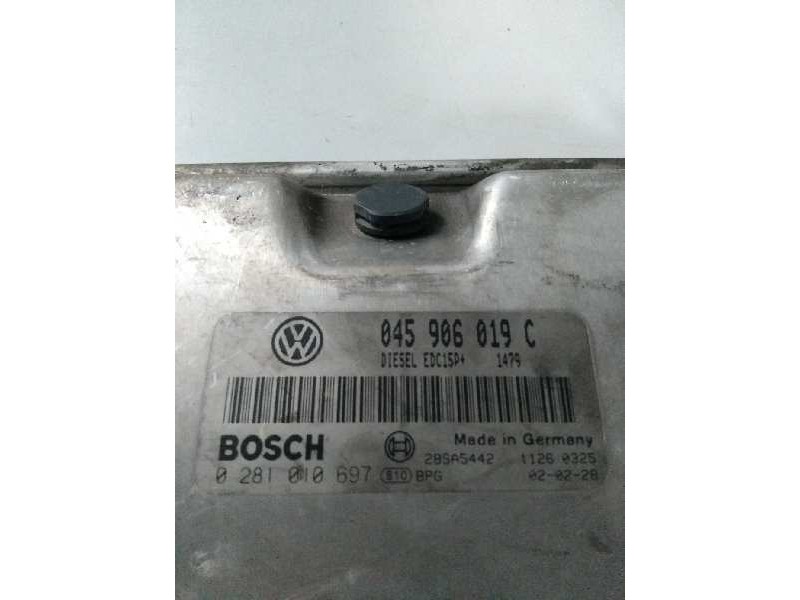 045 906 019 C
DIESEL EDC15P+ 1479
BOSCH
Made in Germany
28SA5442 1126 0325
0 281 010 697 S10 BPG 02-02-28